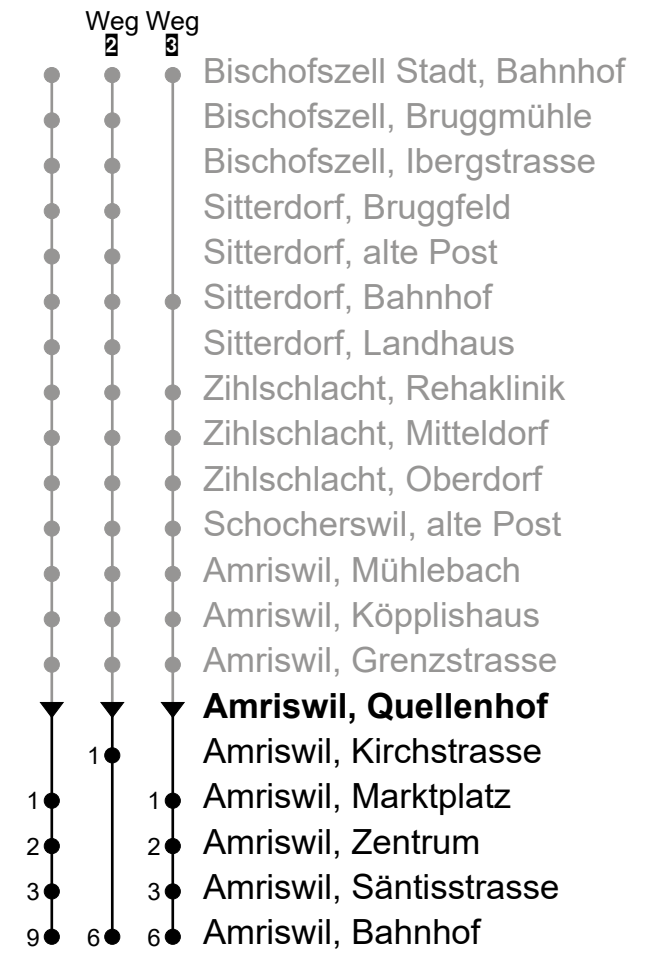 Weg Weg
2 3
Bischofszell Stadt, Bahnhof
Bischofszell, Bruggmühle
Bischofszell, Ibergstrasse
Sitterdorf, Bruggfeld
Sitterdorf, alte Post
Sitterdorf, Bahnhof
Sitterdorf, Landhaus
Zihlschlacht, Rehaklinik
Zihlschlacht, Mitteldorf
Zihlschlacht, Oberdorf
Schocherswil, alte Post
Amriswil, Mühlebach
Amriswil, Köpplishaus
Amriswil, Grenzstrasse
Amriswil, Quellenhof
1 Amriswil, Kirchstrasse
1 1 Amriswil, Marktplatz
2 2 Amriswil, Zentrum
3 3 Amriswil, Säntisstrasse
9 6 6 Amriswil, Bahnhof